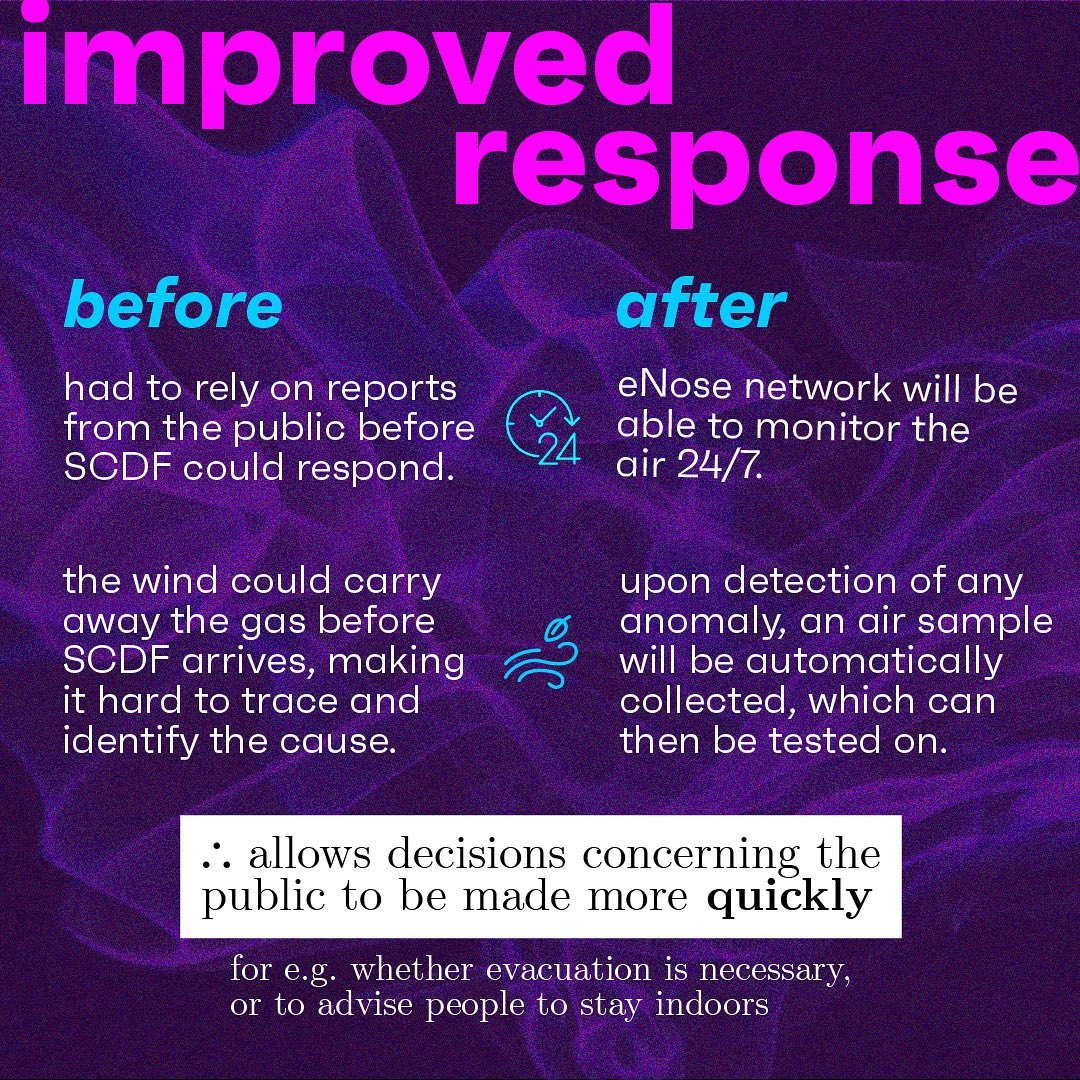 improved
response
before
after
had to rely on reports
from the public before
SCDF could respond.
24
eNose network will be
able to monitor the
air 24/7.
the wind could carry
away the gas before
SCDF arrives, making
it hard to trace and
identify the cause.
upon detection of any
anomaly, an air sample
will be automatically
collected, which can
then be tested on.
∴ allows decisions concerning the
public to be made more quickly
for e.g. whether evacuation is necessary,
or to advise people to stay indoors